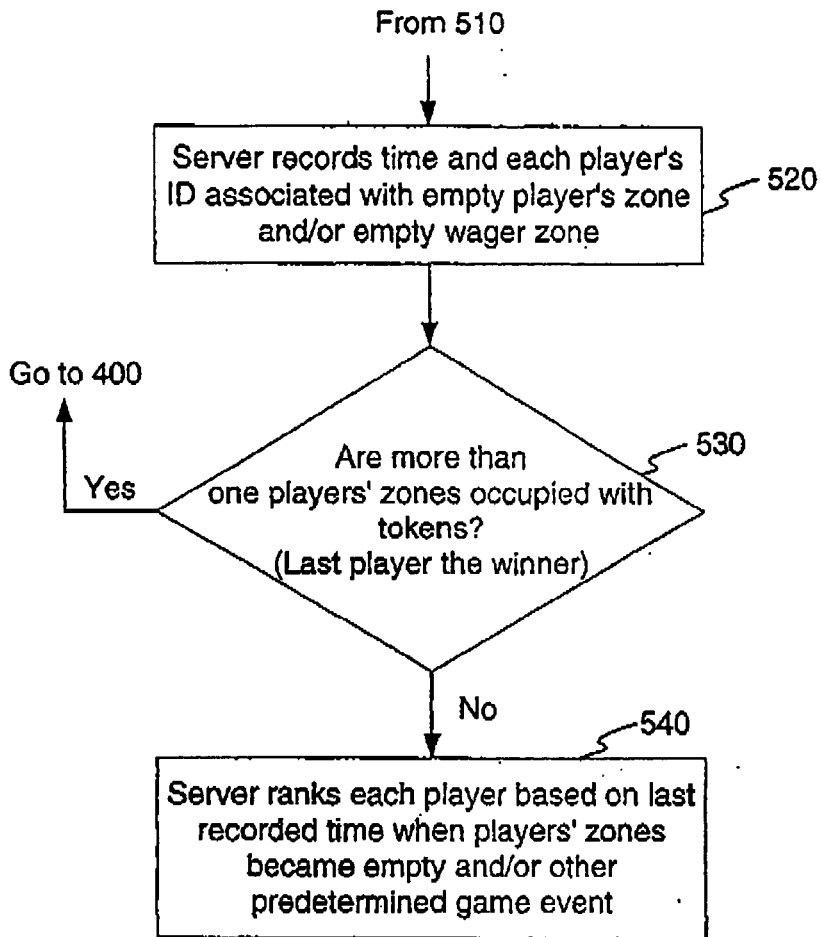 From 510
Server records time and each player's
ID associated with empty player's zone
and/or empty wager zone
520
Go to 400
Yes
Are more than
one players' zones occupied with
tokens?
(Last player the winner)
530
No
540
Server ranks each player based on last
recorded time when players' zones
became empty and/or other
predetermined game event